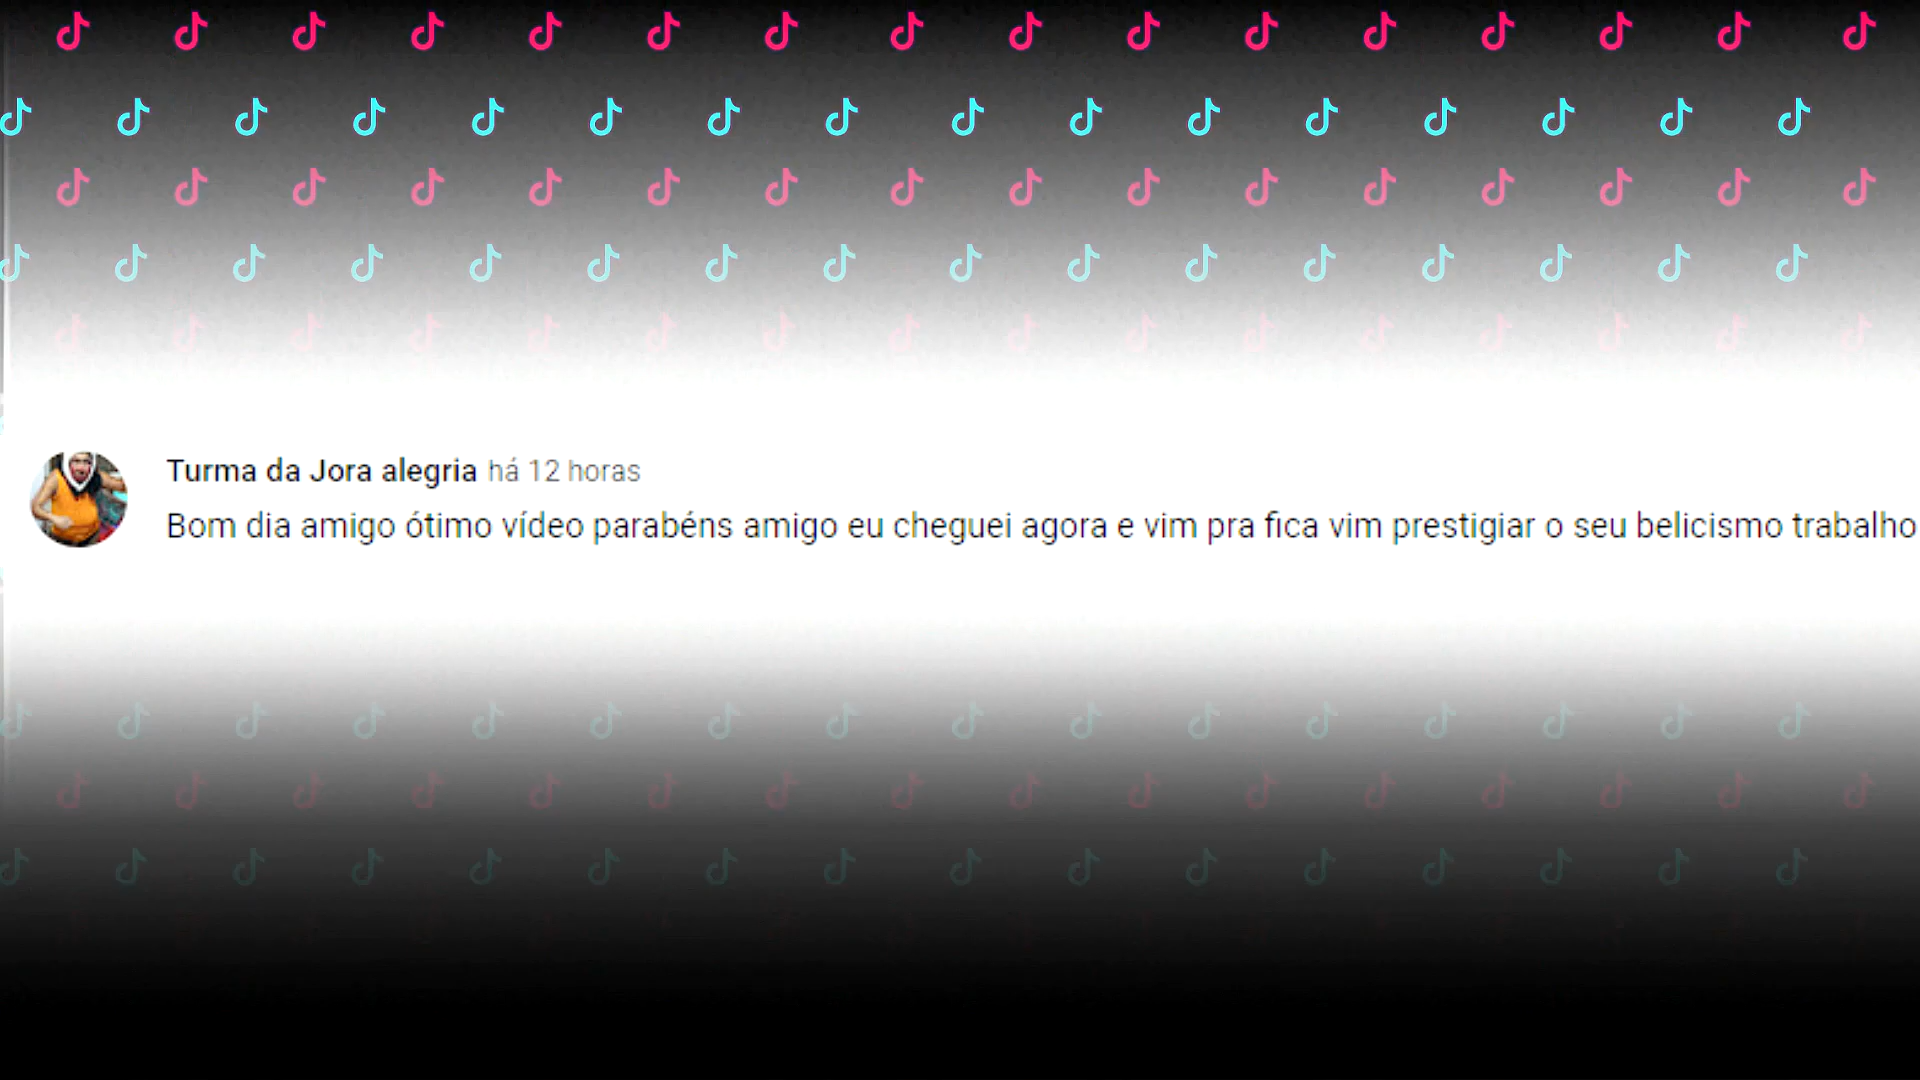 Turma da Jora alegria há 12 horas
Bom dia amigo ótimo vídeo parabéns amigo eu cheguei agora e vim pra fica vim prestigiar o seu belicismo trabalho